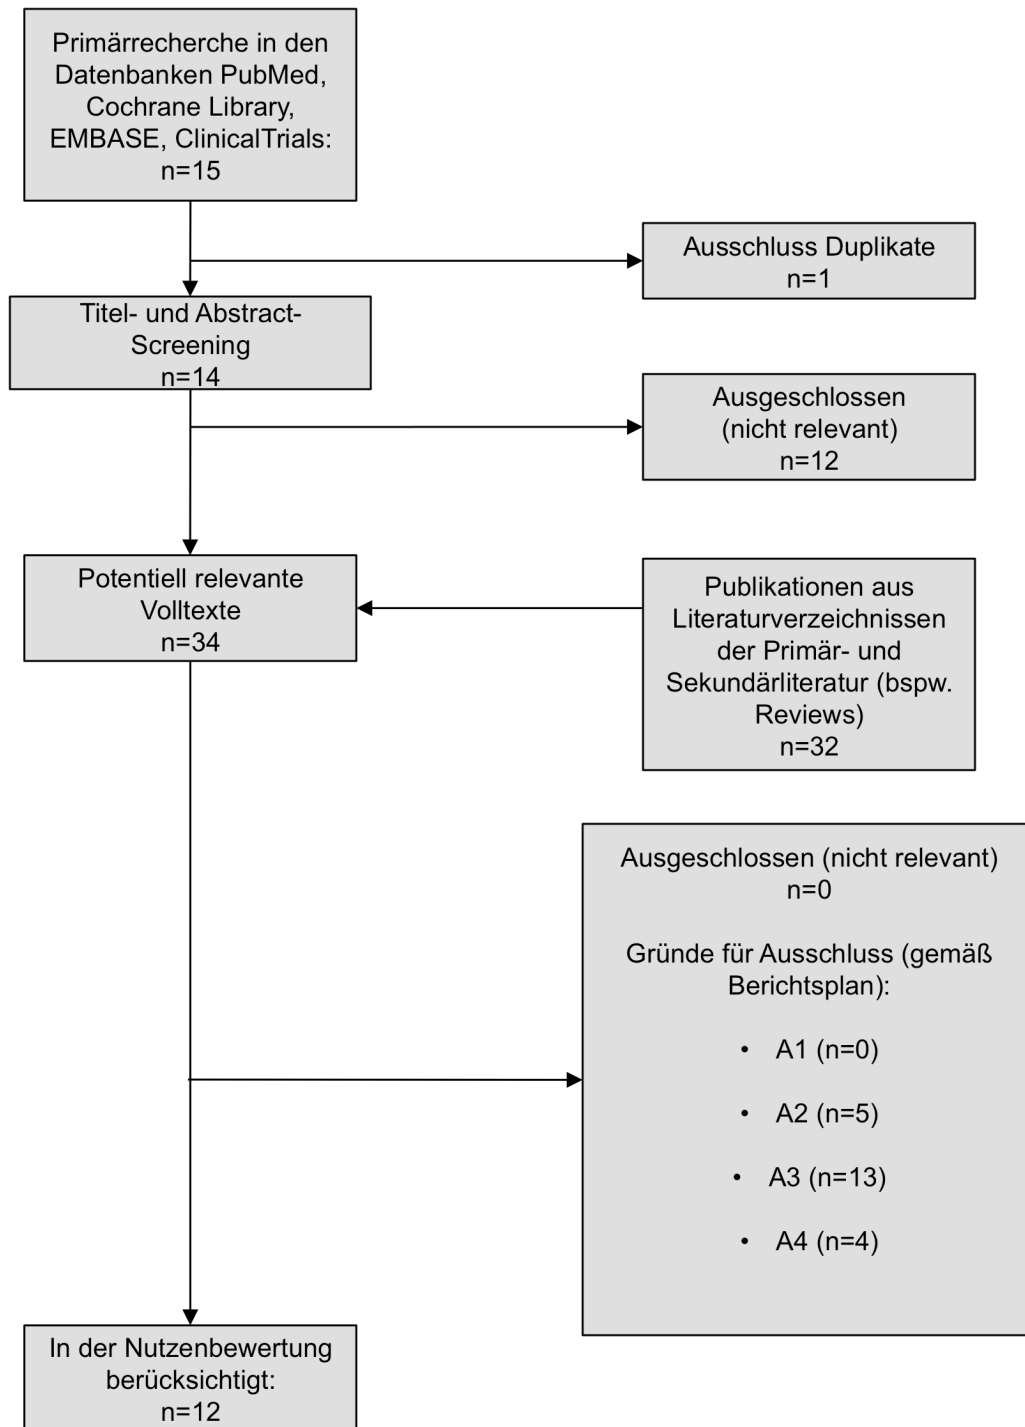 Primärrecherche in den
Datenbanken PubMed,
Cochrane Library,
EMBASE, ClinicalTrials:
n=15
Ausschluss Duplikate
n=1
Titel- und Abstract-
Screening
n=14
Ausgeschlossen
(nicht relevant)
n=12
Potentiell relevante
Volltexte
n=34
Publikationen aus
Literaturverzeichnissen
der Primär- und
Sekundärliteratur (bspw.
Reviews)
n=32
Ausgeschlossen (nicht relevant)
n=0
Gründe für Ausschluss (gemäß
Berichtsplan):
• A1 (n=0)
• A2 (n=5)
• A3 (n=13)
• A4 (n=4)
In der Nutzenbewertung
berücksichtigt:
n=12